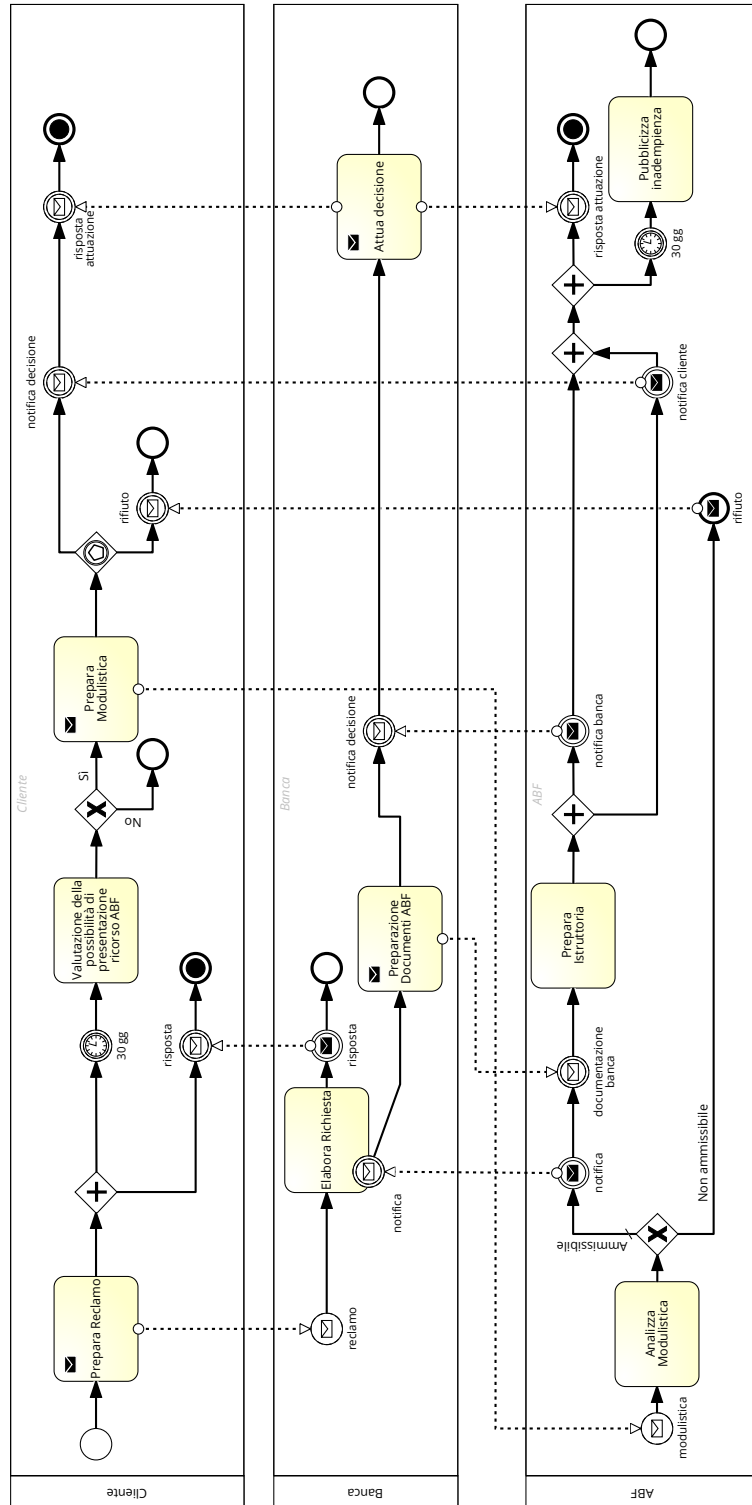 Cliente
Cliente
Prepara Reclamo
30 gg
risposta
Valutazione della
possibilità di
presentazione
ricorso ABF
Sì
No
Prepara
Modulistica
rifiuto
notifica decisione
risposta
attuazione
Banca
Banca
reclamo
Elabora Richiesta
notifica
risposta
Preparazione
Documenti ABF
notifica decisione
Attua decisione
ABF
ABF
modulistica
Analizza
Modulistica
Ammissibile
Non ammissibile
notifica
documentazione
banca
Prepara
Istruttoria
notifica banca
rifiuto
notifica cliente
risposta attuazione
30 gg
Pubblicizza
inadempienza